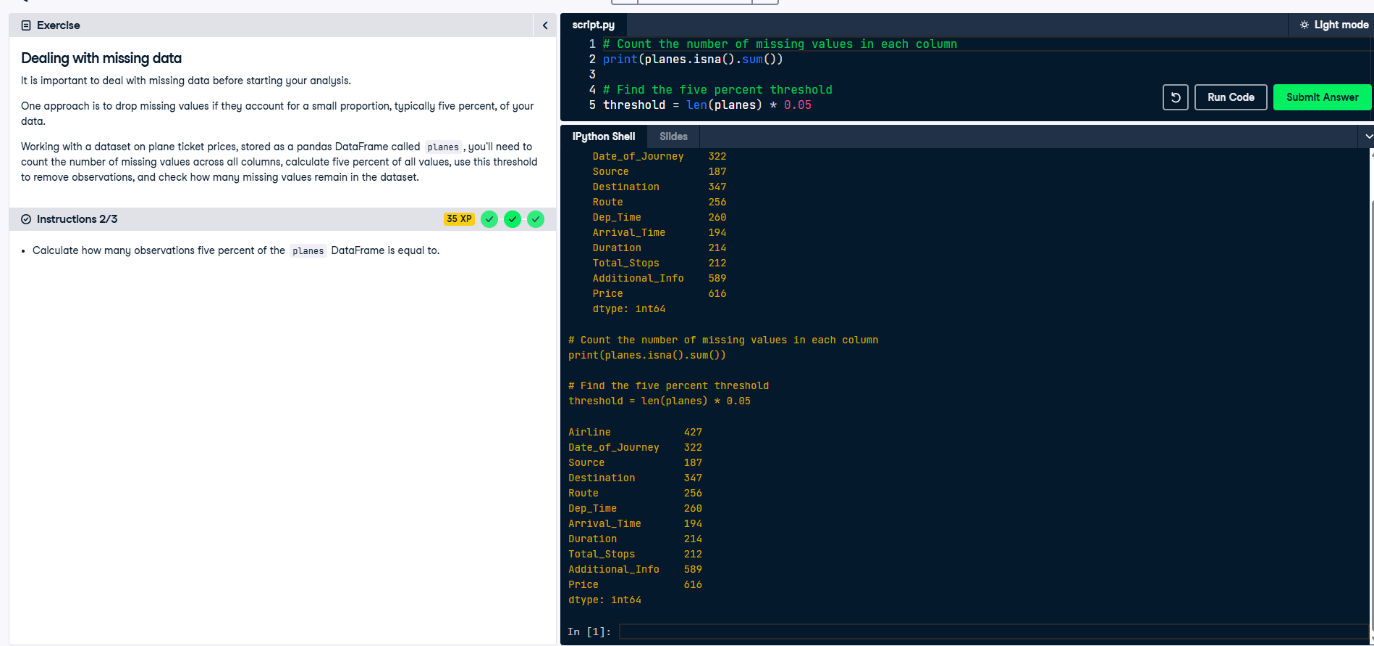 Exercise
Dealing with missing data
It is important to deal with missing data before starting your analysis.
One approach is to drop missing values if they account for a small proportion, typically five percent, of your
data.
Working with a dataset on plane ticket prices, stored as a pandas DataFrame called planes , you'll need to
count the number of missing values across all columns, calculate five percent of all values, use this threshold
to remove observations, and check how many missing values remain in the dataset.
Instructions 2/3
35 XP
• Calculate how many observations five percent of the planes DataFrame is equal to.
script.py
Light mode
1 # Count the number of missing values in each column
2 print(planes.isna().sum())
3
4 # Find the five percent threshold
5 threshold = len(planes) * 0.05
Run Code
Submit Answer
IPython Shell
Slides
Date_of_Journey 322
Source 187
Destination 347
Route 256
Dep_Time 260
Arrival_Time 194
Duration 214
Total_Stops 212
Additional_Info 589
Price 616
dtype: int64
# Count the number of missing values in each column
print(planes.isna().sum())
# Find the five percent threshold
threshold = len(planes) * 0.05
Airline 427
Date_of_Journey 322
Source 187
Destination 347
Route 256
Dep_Time 260
Arrival_Time 194
Duration 214
Total_Stops 212
Additional_Info 589
Price 616
dtype: int64
In [1]: